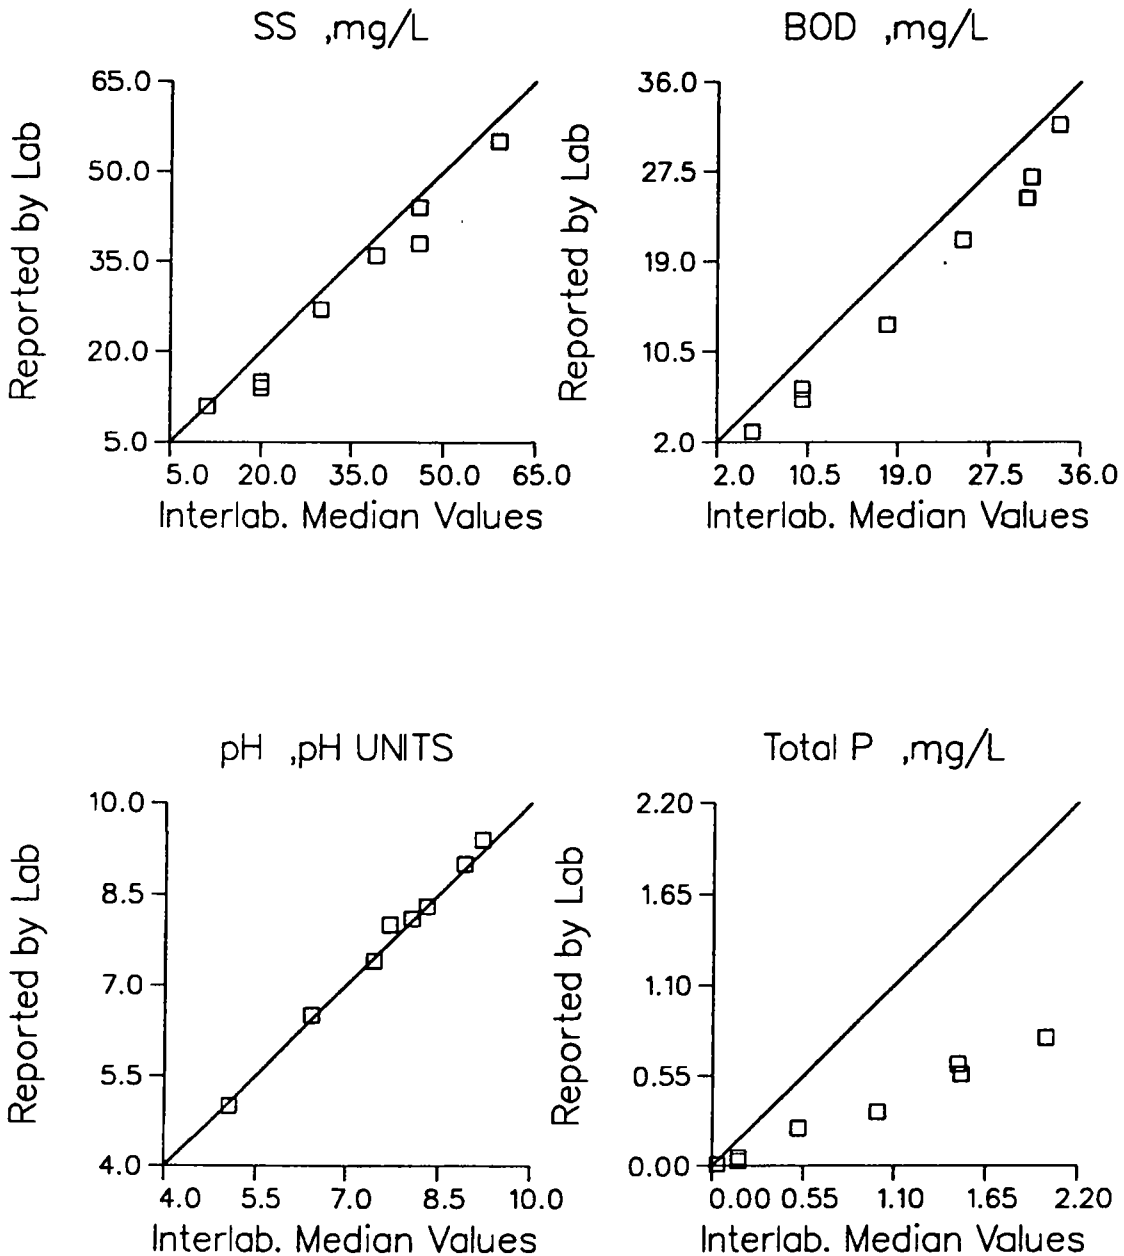 SS ,mg/L
Reported by Lab
65.0
50.0
35.0
20.0
5.0
5.0 20.0 35.0 50.0 65.0
Interlab. Median Values
BOD ,mg/L
Reported by Lab
36.0
27.5
19.0
10.5
2.0
2.0 10.5 19.0 27.5 36.0
Interlab. Median Values
pH ,pH UNITS
Reported by Lab
10.0
8.5
7.0
5.5
4.0
4.0 5.5 7.0 8.5 10.0
Interlab. Median Values
Total P ,mg/L
Reported by Lab
2.20
1.65
1.10
0.55
0.00
0.00 0.55 1.10 1.65 2.20
Interlab. Median Values